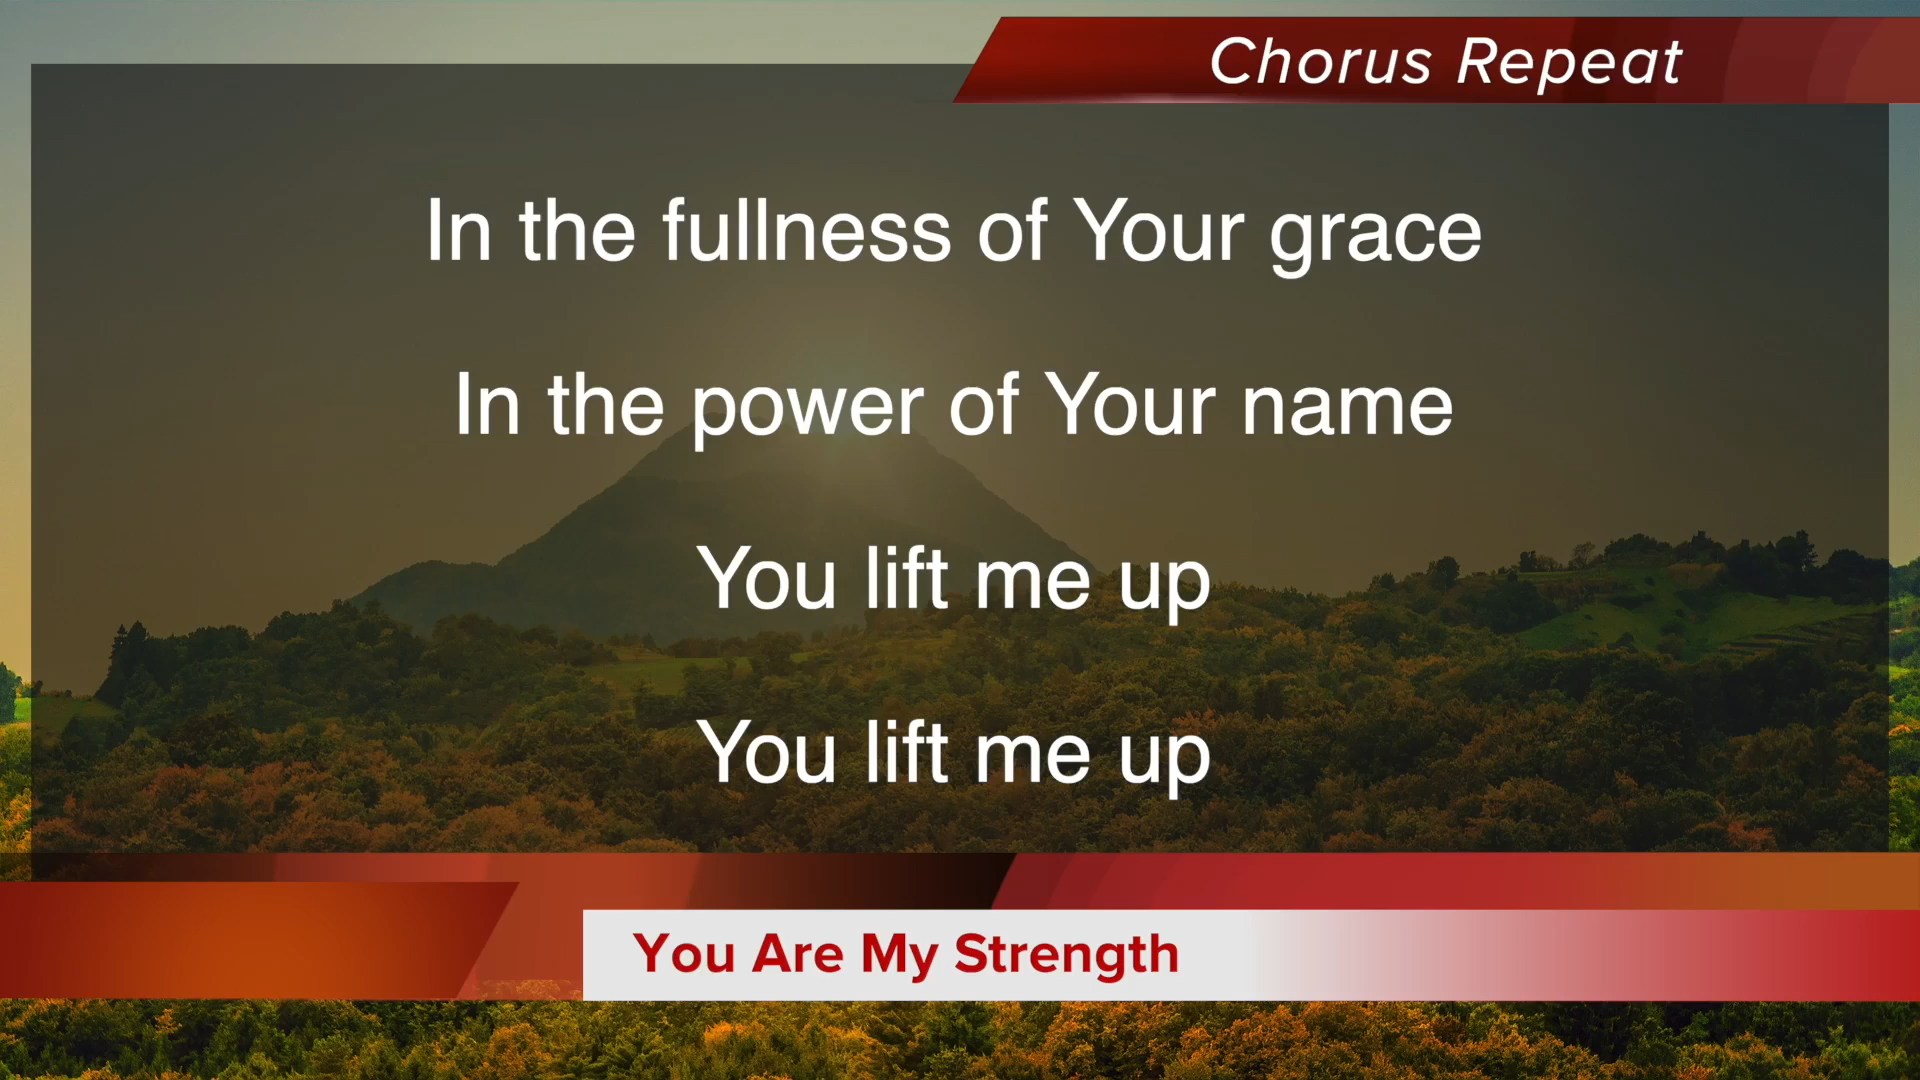 Chorus Repeat
In the fullness of Your grace
In the power of Your name
You lift me up
You lift me up
You Are My Strength